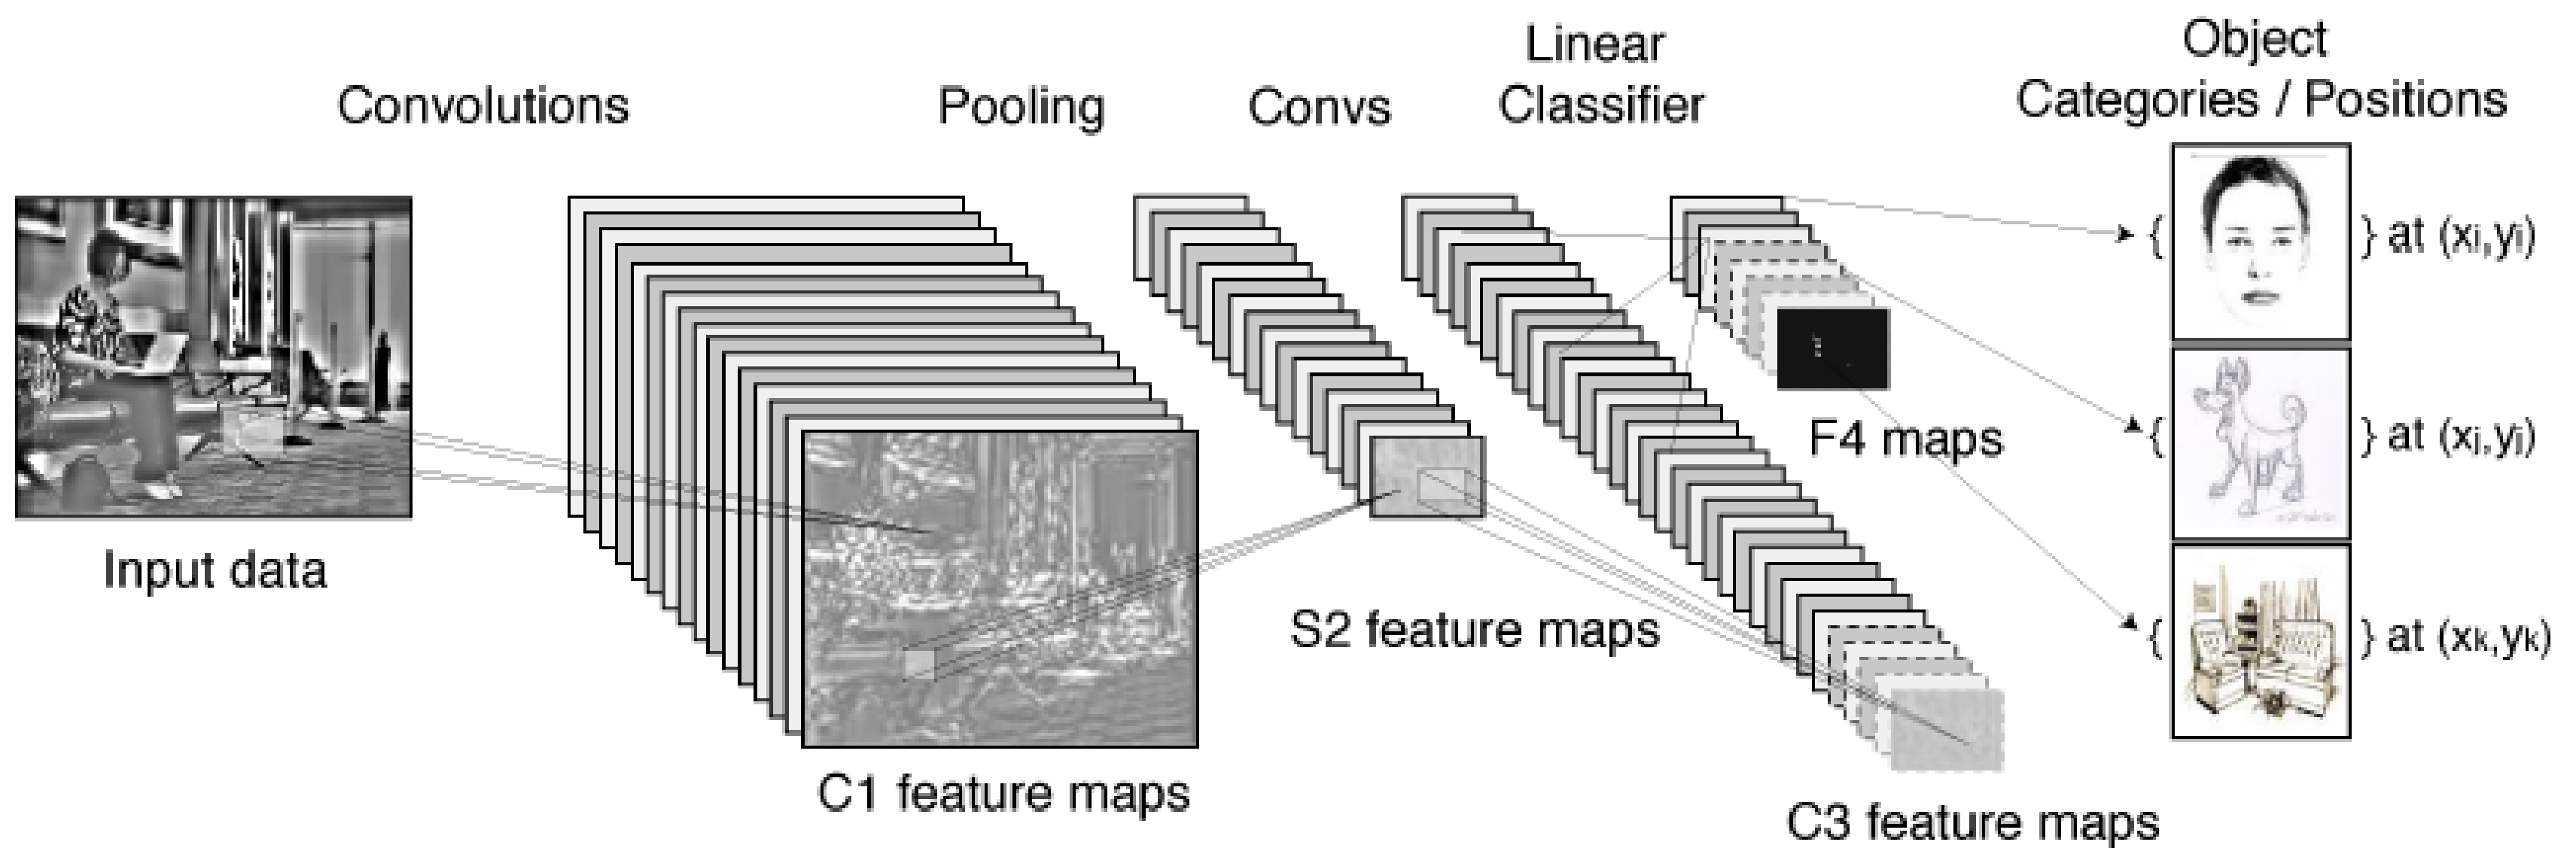 Convolutions
Pooling
Convs
Linear
Classifier
Object
Categories / Positions
{ } at (xi,yi)
{ } at (xj,yj)
{ } at (xk,yk)
Input data
C1 feature maps
S2 feature maps
F4 maps
C3 feature maps